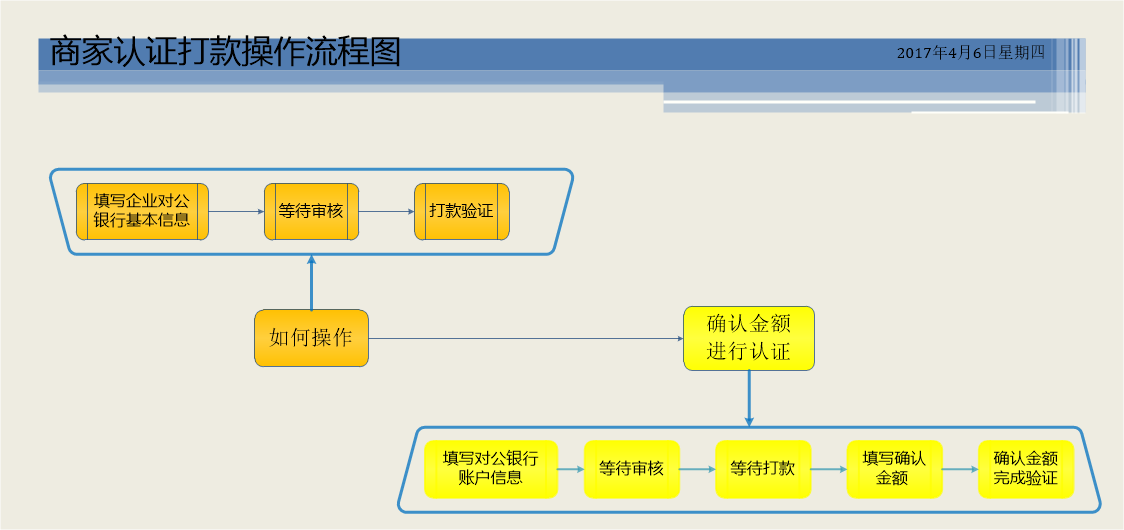 商家认证打款操作流程图
2017年4月6日星期四
填写企业对公
银行基本信息
等待审核
打款验证
如何操作
确认金额
进行认证
填写对公银行
账户信息
等待审核
等待打款
填写确认
金额
确认金额
完成验证